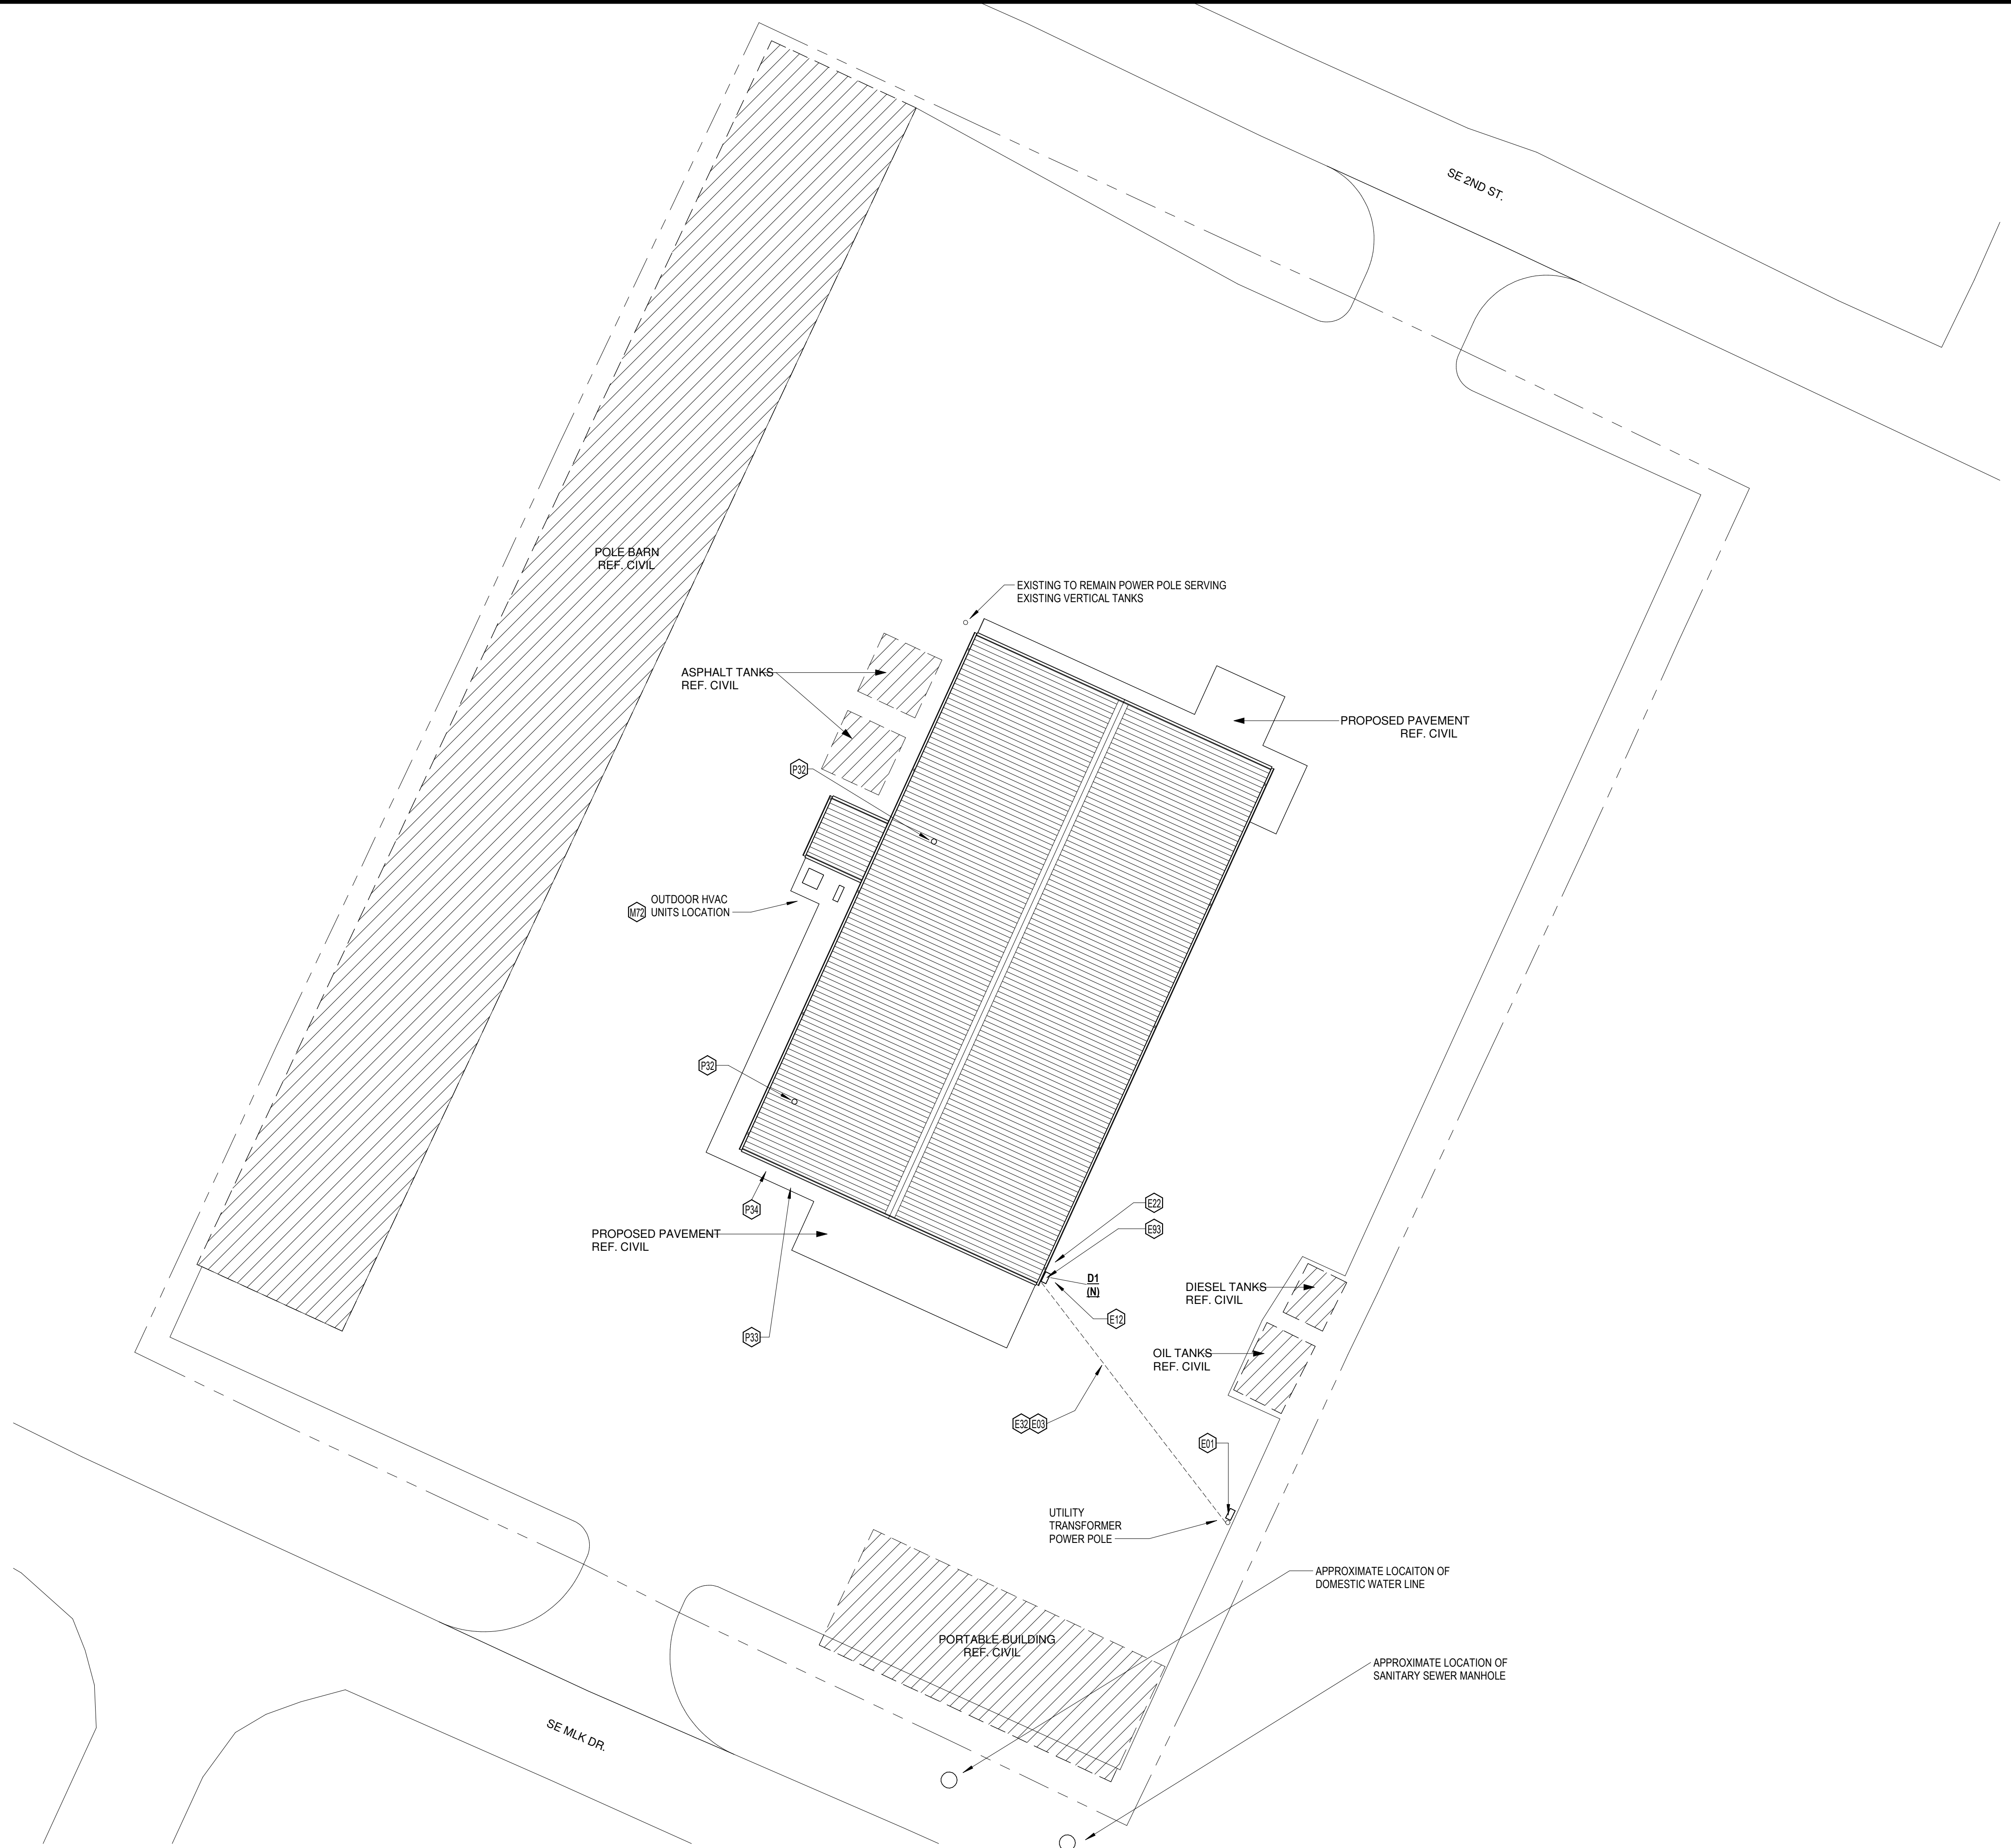 SE 2ND ST.
POLE BARN
REF. CIVIL
EXISTING TO REMAIN POWER POLE SERVING
EXISTING VERTICAL TANKS
ASPHALT TANKS
REF. CIVIL
PROPOSED PAVEMENT
REF. CIVIL
P32
M72
OUTDOOR HVAC
UNITS LOCATION
P32
P34
E22
E93
PROPOSED PAVEMENT
REF. CIVIL
D1
(N)
DIESEL TANKS
REF. CIVIL
E12
P33
OIL TANKS
REF. CIVIL
E32 E03
E01
UTILITY
TRANSFORMER
POWER POLE
APPROXIMATE LOCAITON OF
DOMESTIC WATER LINE
PORTABLE BUILDING
REF. CIVIL
APPROXIMATE LOCATION OF
SANITARY SEWER MANHOLE
SE MLK DR.